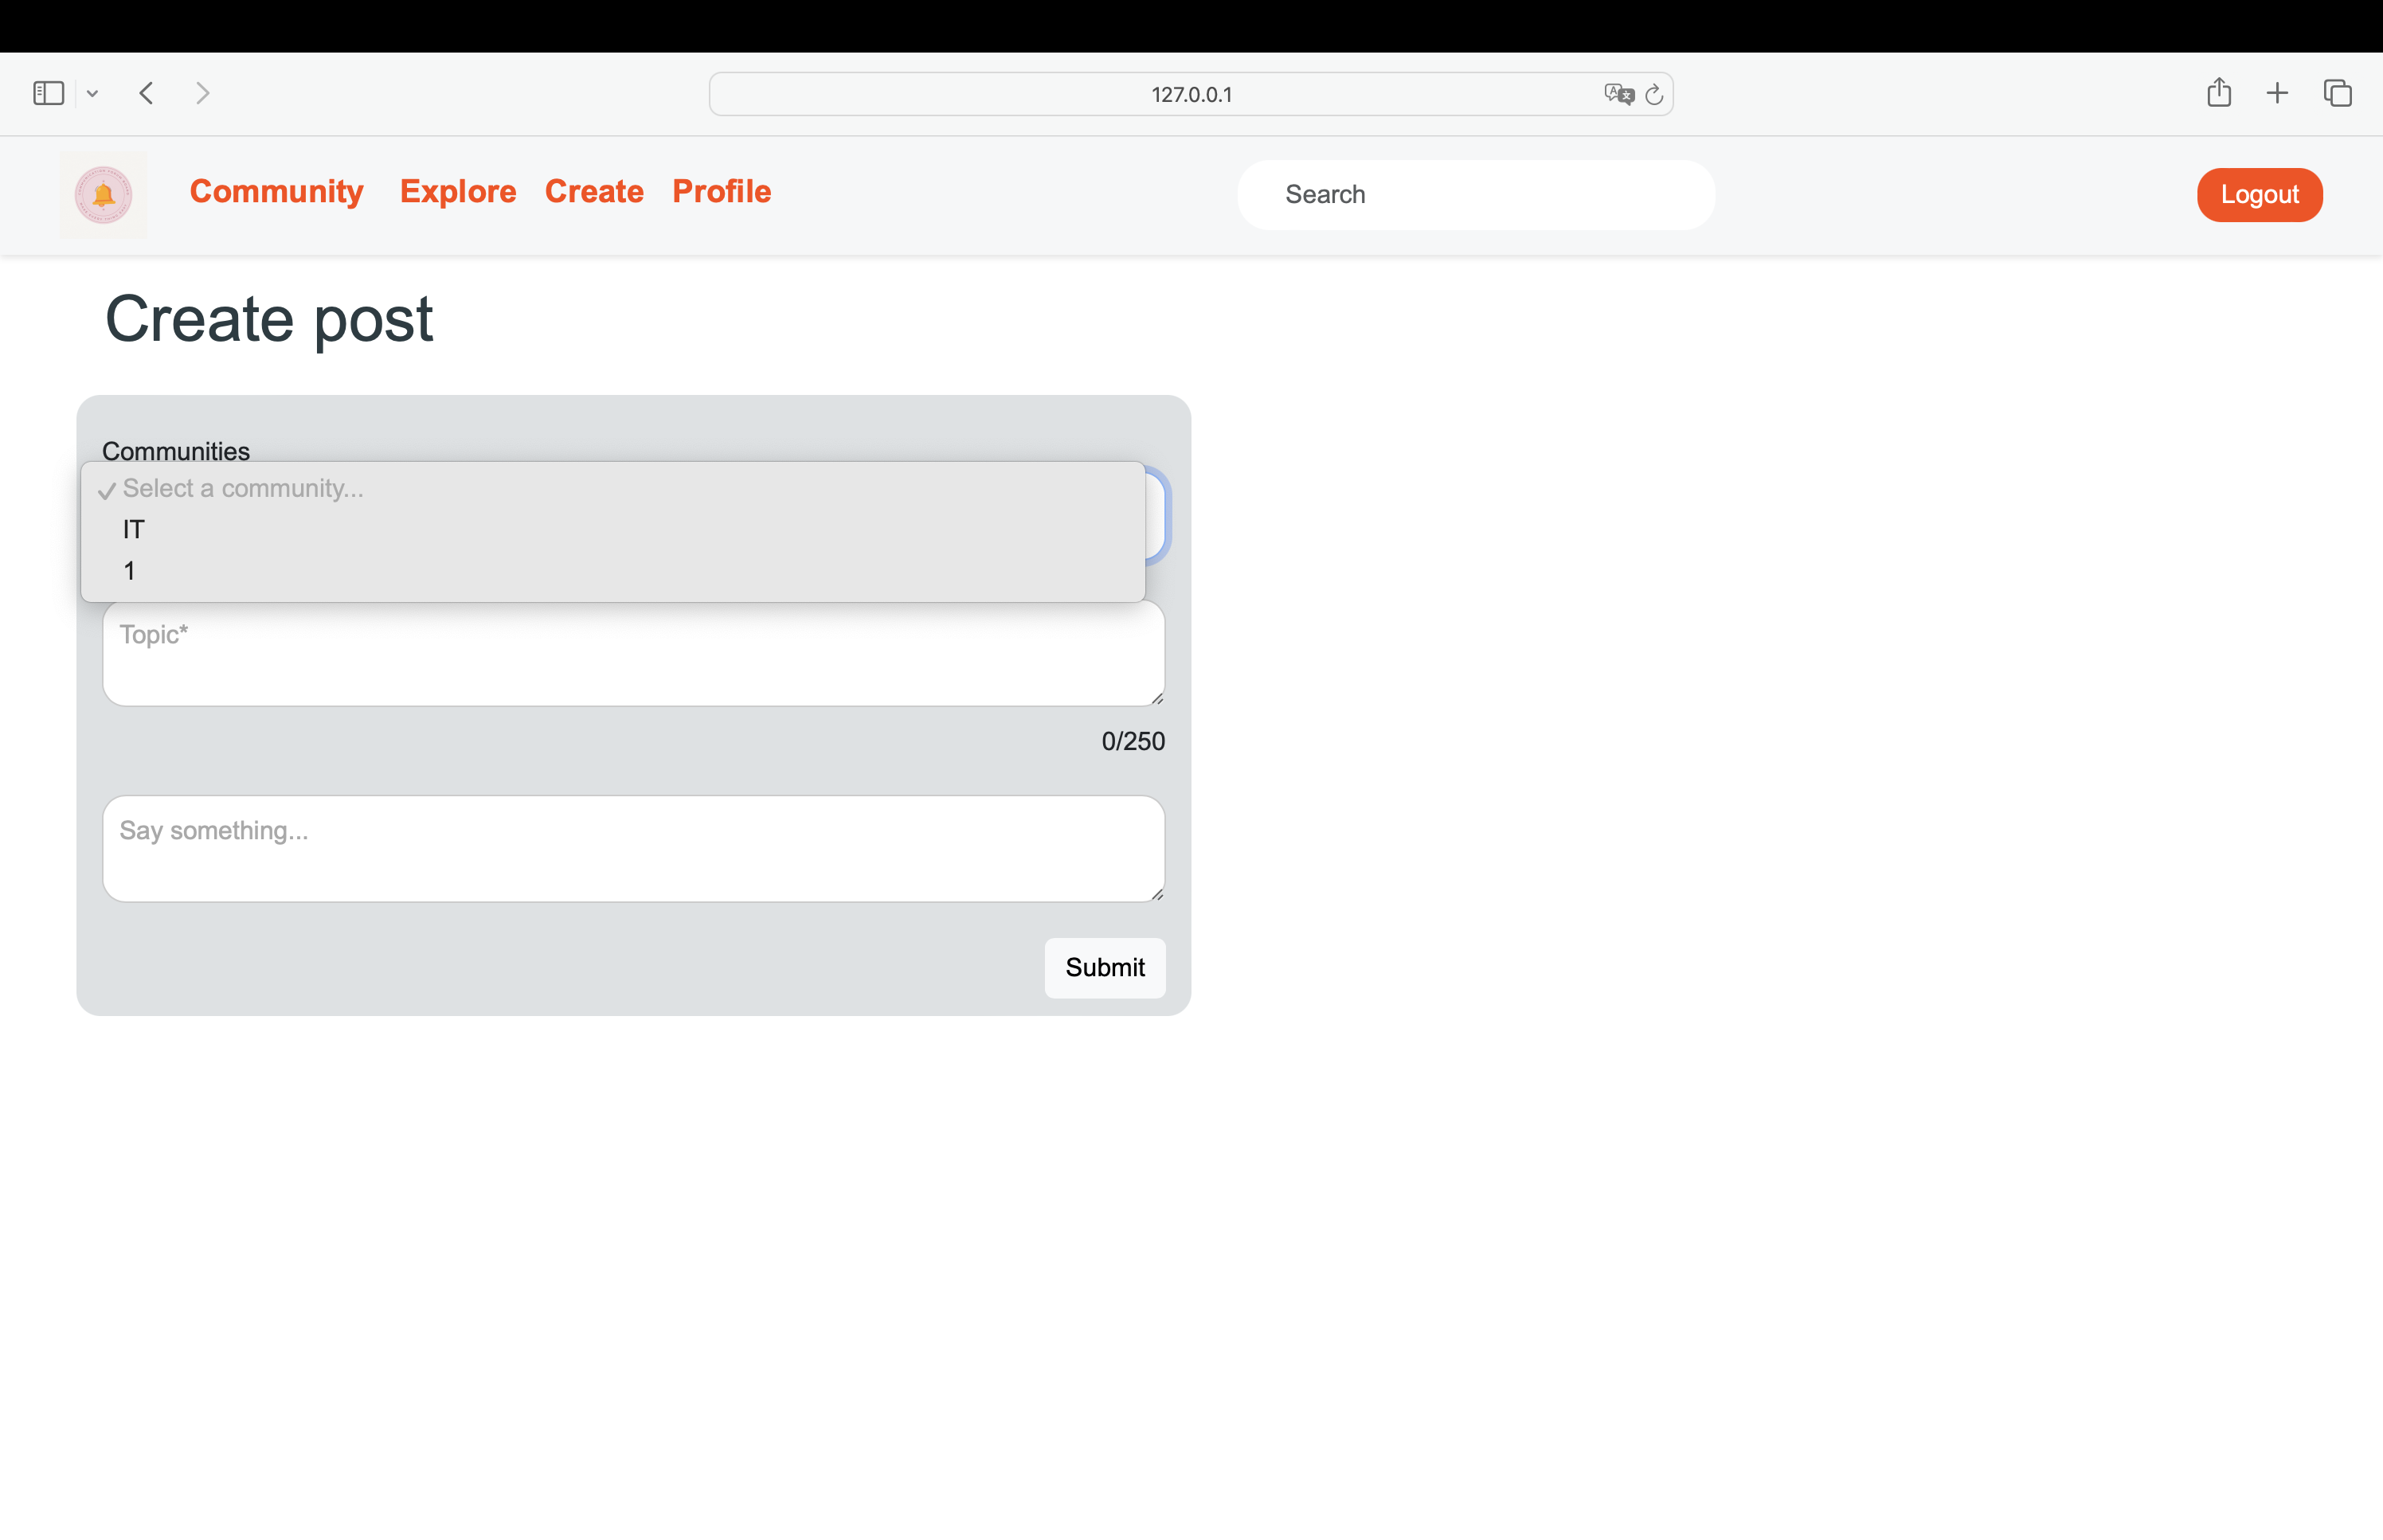 127.0.0.1
Community Explore Create Profile
Search
Logout
Create post
Communities
Select a community...
IT
1
Topic*
0/250
Say something...
Submit